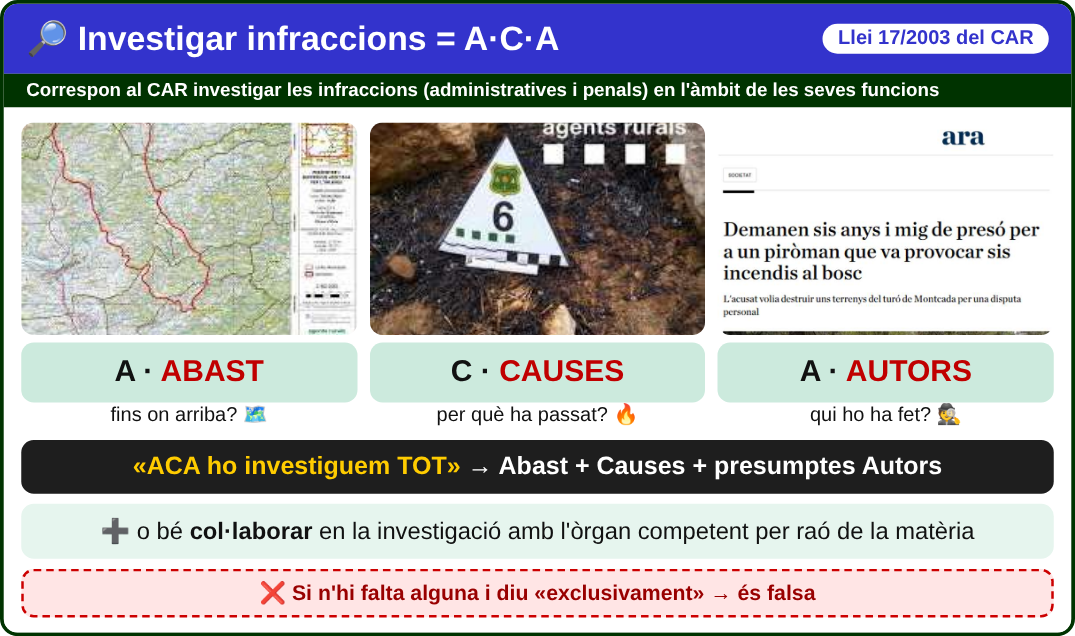 Investigar infraccions = A·C·A
Llei 17/2003 del CAR
Correspon al CAR investigar les infraccions (administratives i penals) en l'àmbit de les seves funcions
agents rurals
6
ara
SOCIETAT
Demanen sis anys i mig de presó per
a un piròman que va provocar sis
incendis al bosc
L'acusat volia destruir uns terrenys del turó de Montcada per una disputa
personal
agents rurals
A · ABAST
C · CAUSES
A · AUTORS
fins on arriba?
per què ha passat?
qui ho ha fet?
«ACA ho investiguem TOT» → Abast + Causes + presumptes Autors
o bé col·laborar en la investigació amb l'òrgan competent per raó de la matèria
Si n'hi falta alguna i diu «exclusivament» → és falsa